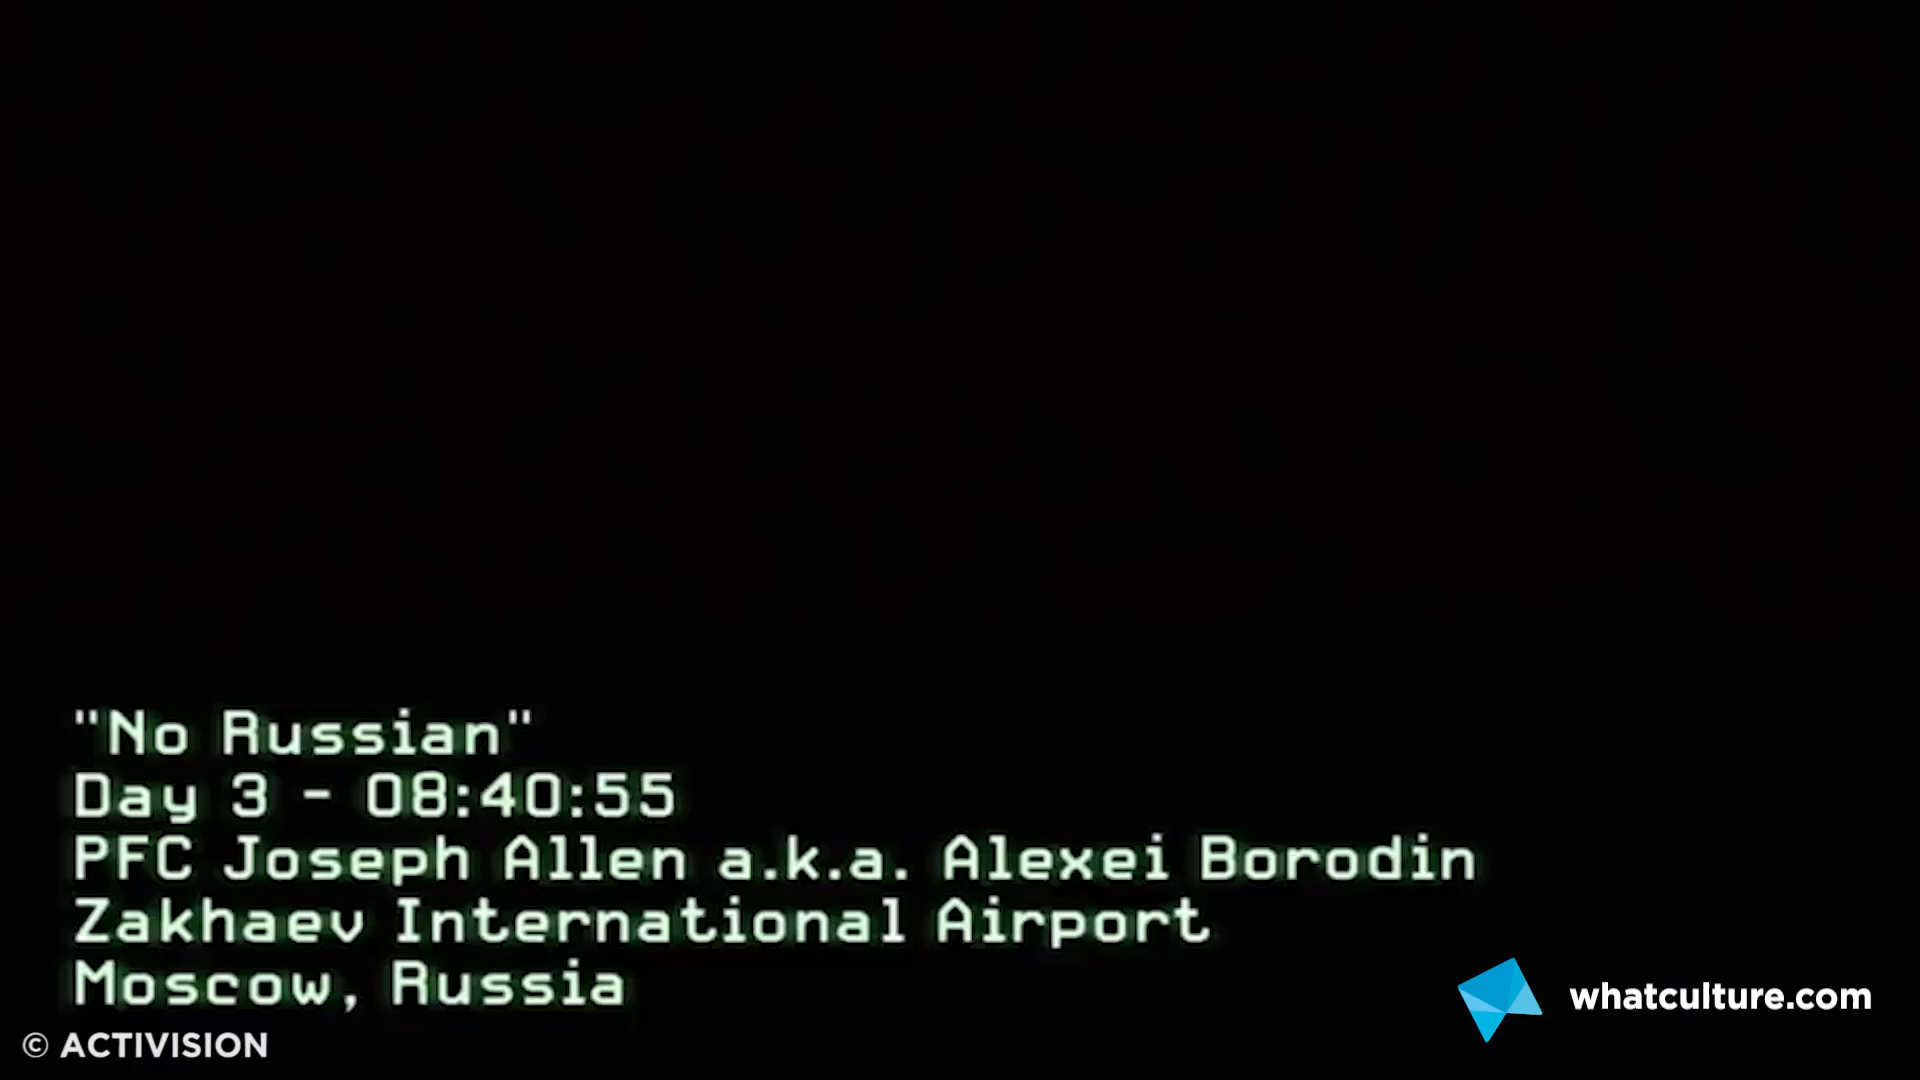 "No Russian"
Day 3 - 08:40:55
PFC Joseph Allen a.k.a. Alexei Borodin
Zakhaev International Airport
Moscow, Russia
© ACTIVISION
whatculture.com